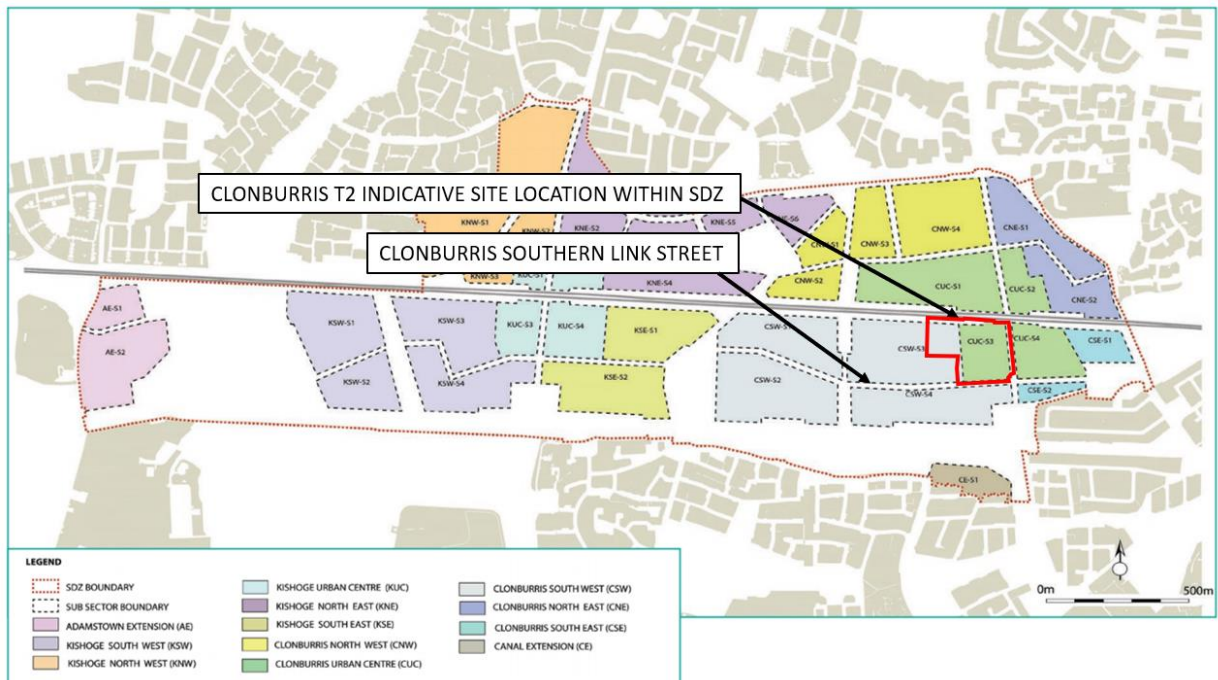 CLONBURRIS T2 INDICATIVE SITE LOCATION WITHIN SDZ
CLONBURRIS SOUTHERN LINK STREET
KNW-S1
KNE-S2
KNE-S5
CNW-S3
CNW-S4
CNE-S1
KNW-S3
KNE-S4
CNW-S2
CUC-S1
CUC-S2
CNE-S2
AE-S1
AE-S2
KSW-S1
KSW-S3
KUC-S3
KUC-S4
KSE-S1
CSW-S3
CUC-S3
CUC-S4
CSE-S1
KSW-S2
KSW-S4
KSE-S2
CSW-S2
CSW-S4
CSE-S2
CE-S1
0m
500m
LEGEND
SDZ BOUNDARY
SUB SECTOR BOUNDARY
ADAMSTOWN EXTENSION (AE)
KISHOGE SOUTH WEST (KSW)
KISHOGE NORTH WEST (KNW)
KISHOGE URBAN CENTRE (KUC)
KISHOGE NORTH EAST (KNE)
KISHOGE SOUTH EAST (KSE)
CLONBURRIS NORTH WEST (CNW)
CLONBURRIS URBAN CENTRE (CUC)
CLONBURRIS SOUTH WEST (CSW)
CLONBURRIS NORTH EAST (CNE)
CLONBURRIS SOUTH EAST (CSE)
CANAL EXTENSION (CE)